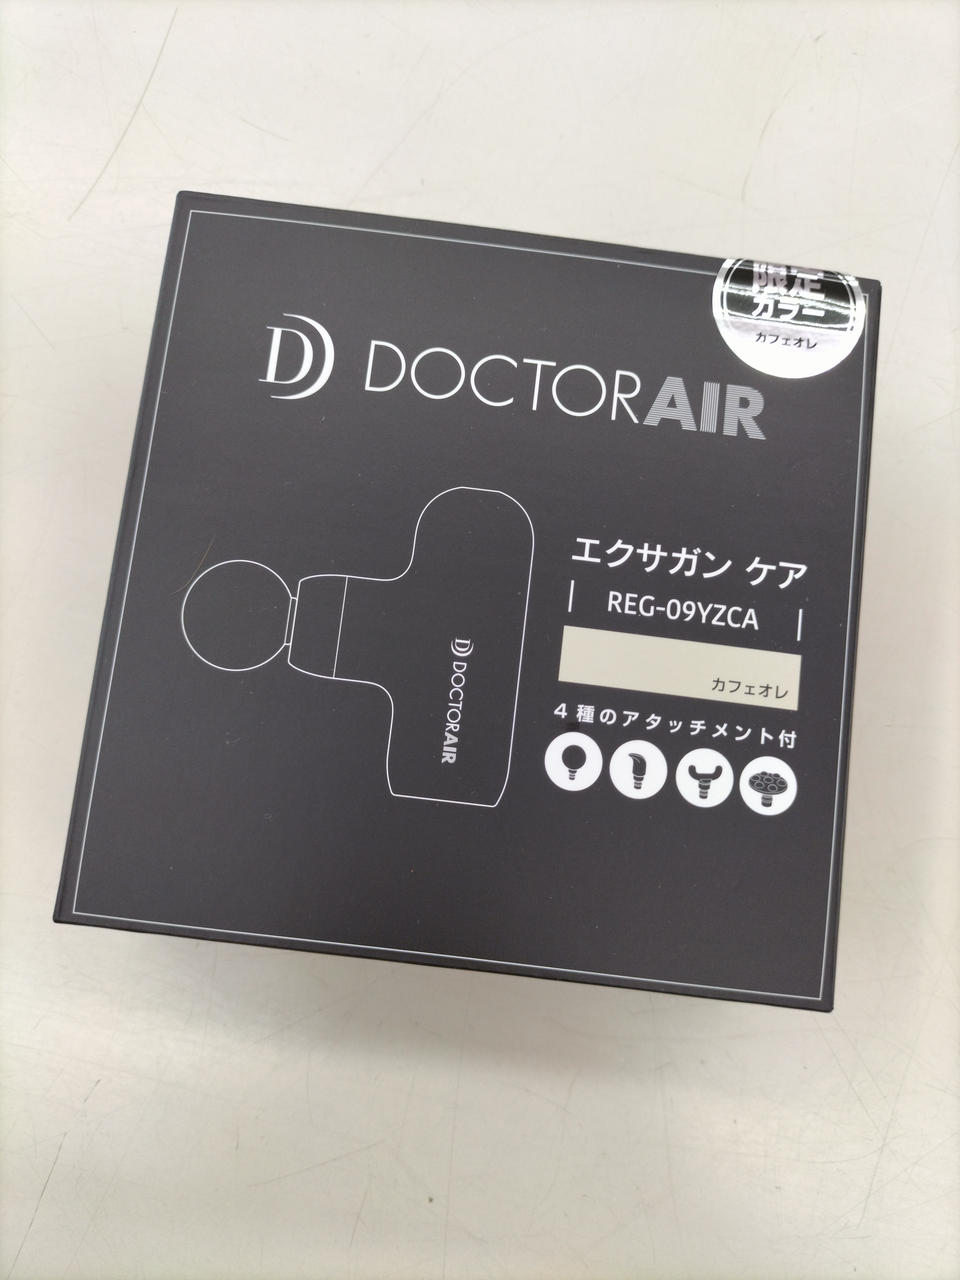 限定
カラー
カフェオレ
DOCTORAIR
エクサガン ケア
REG-09YZCA
カフェオレ
4種のアタッチメント付
DOCTORAIR